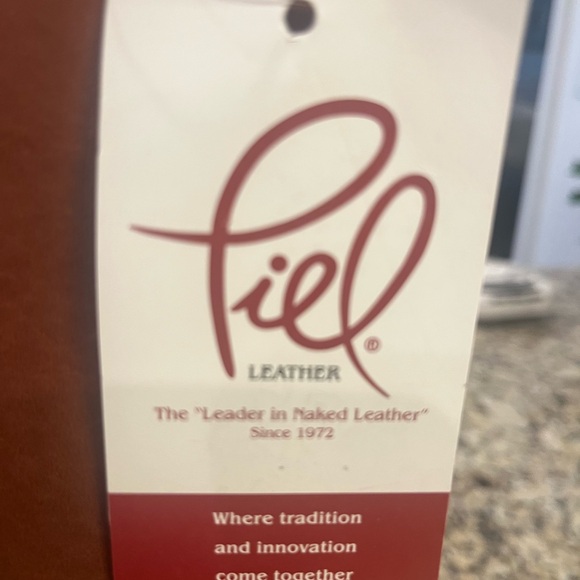 Piel®
LEATHER
The "Leader in Naked Leather"
Since 1972
Where tradition
and innovation
come together